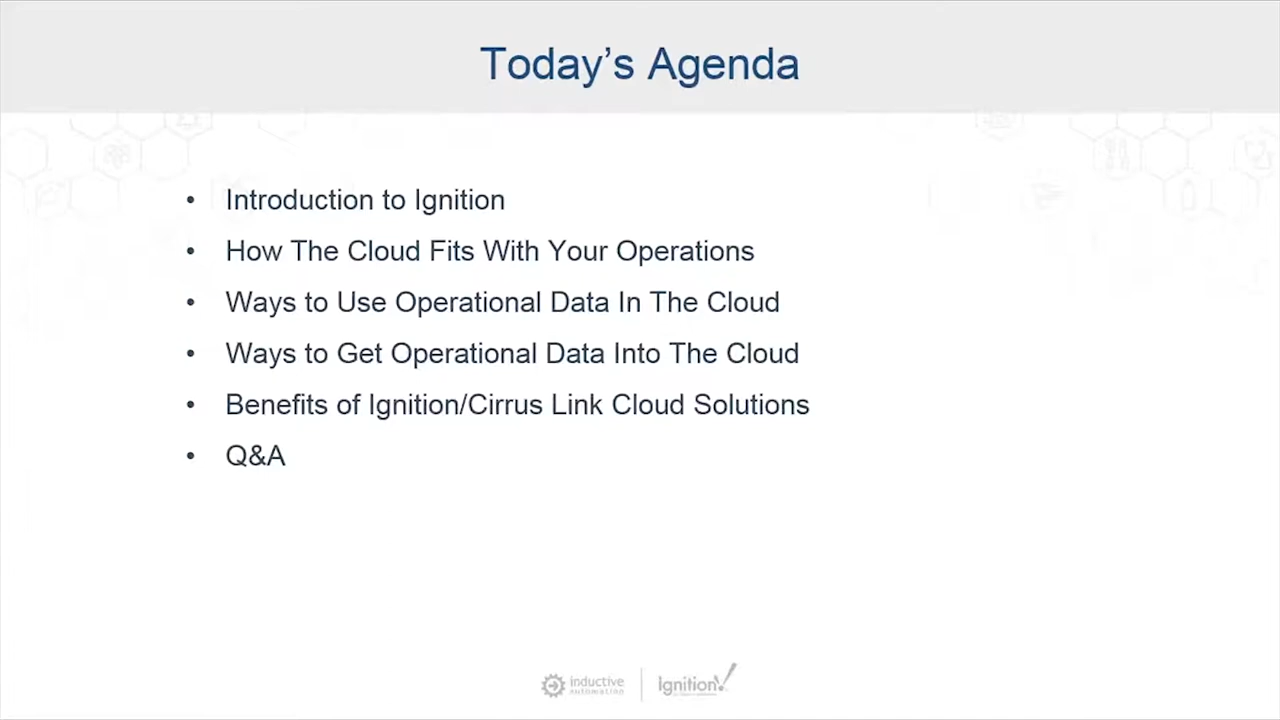 Today’s Agenda
• Introduction to Ignition
• How The Cloud Fits With Your Operations
• Ways to Use Operational Data In The Cloud
• Ways to Get Operational Data Into The Cloud
• Benefits of Ignition/Cirrus Link Cloud Solutions
• Q&A
inductive
automation
Ignition!